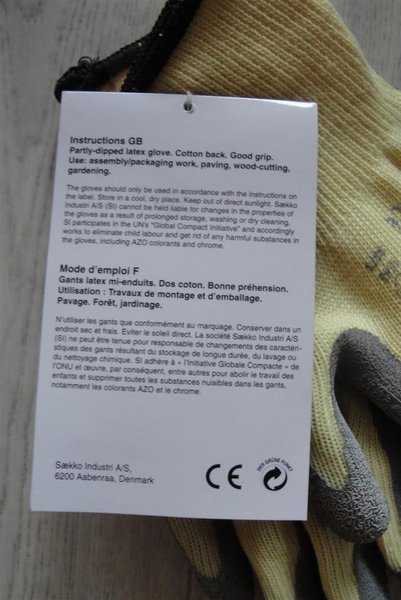 Instructions GB
Partly-dipped latex glove. Cotton back. Good grip.
Use: assembly/packaging work, paving, wood-cutting,
gardening.
The gloves should only be used in accordance with the instructions on
the label. Store in a cool, dry place. Keep out of direct sunlight. Sækko
Industri A/S (SI) cannot be held liable for changes in the properties of
the gloves as a result of prolonged storage, washing or dry cleaning.
SI participates in the UN's "Global Compact Initiative" and accordingly
works to eliminate child labour and get rid of any harmful substances in
the gloves, including AZO colorants and chrome.
Mode d'emploi F
Gants latex mi-enduits. Dos coton. Bonne préhension.
Utilisation : Travaux de montage et d'emballage.
Pavage. Forêt, jardinage.
N'utiliser les gants que conformément au marquage. Conserver dans un
endroit sec et frais. Eviter le soleil direct. La société Sækko Industri A/S
(SI) ne peut être tenue pour responsable de changements des caractéri-
stiques des gants résultant du stockage de longue durée, du lavage ou
du nettoyage chimique. SI adhère à « l'Initiative Globale Compacte » de
l'ONU et œuvre, par conséquent, entre autres pour abolir le travail des
enfants et supprimer toutes les substances nuisibles dans les gants,
notamment les colorants AZO et le chrome.
Sækko Industri A/S,
6200 Aabenraa, Denmark
CE
DER GRÜNE PUNKT